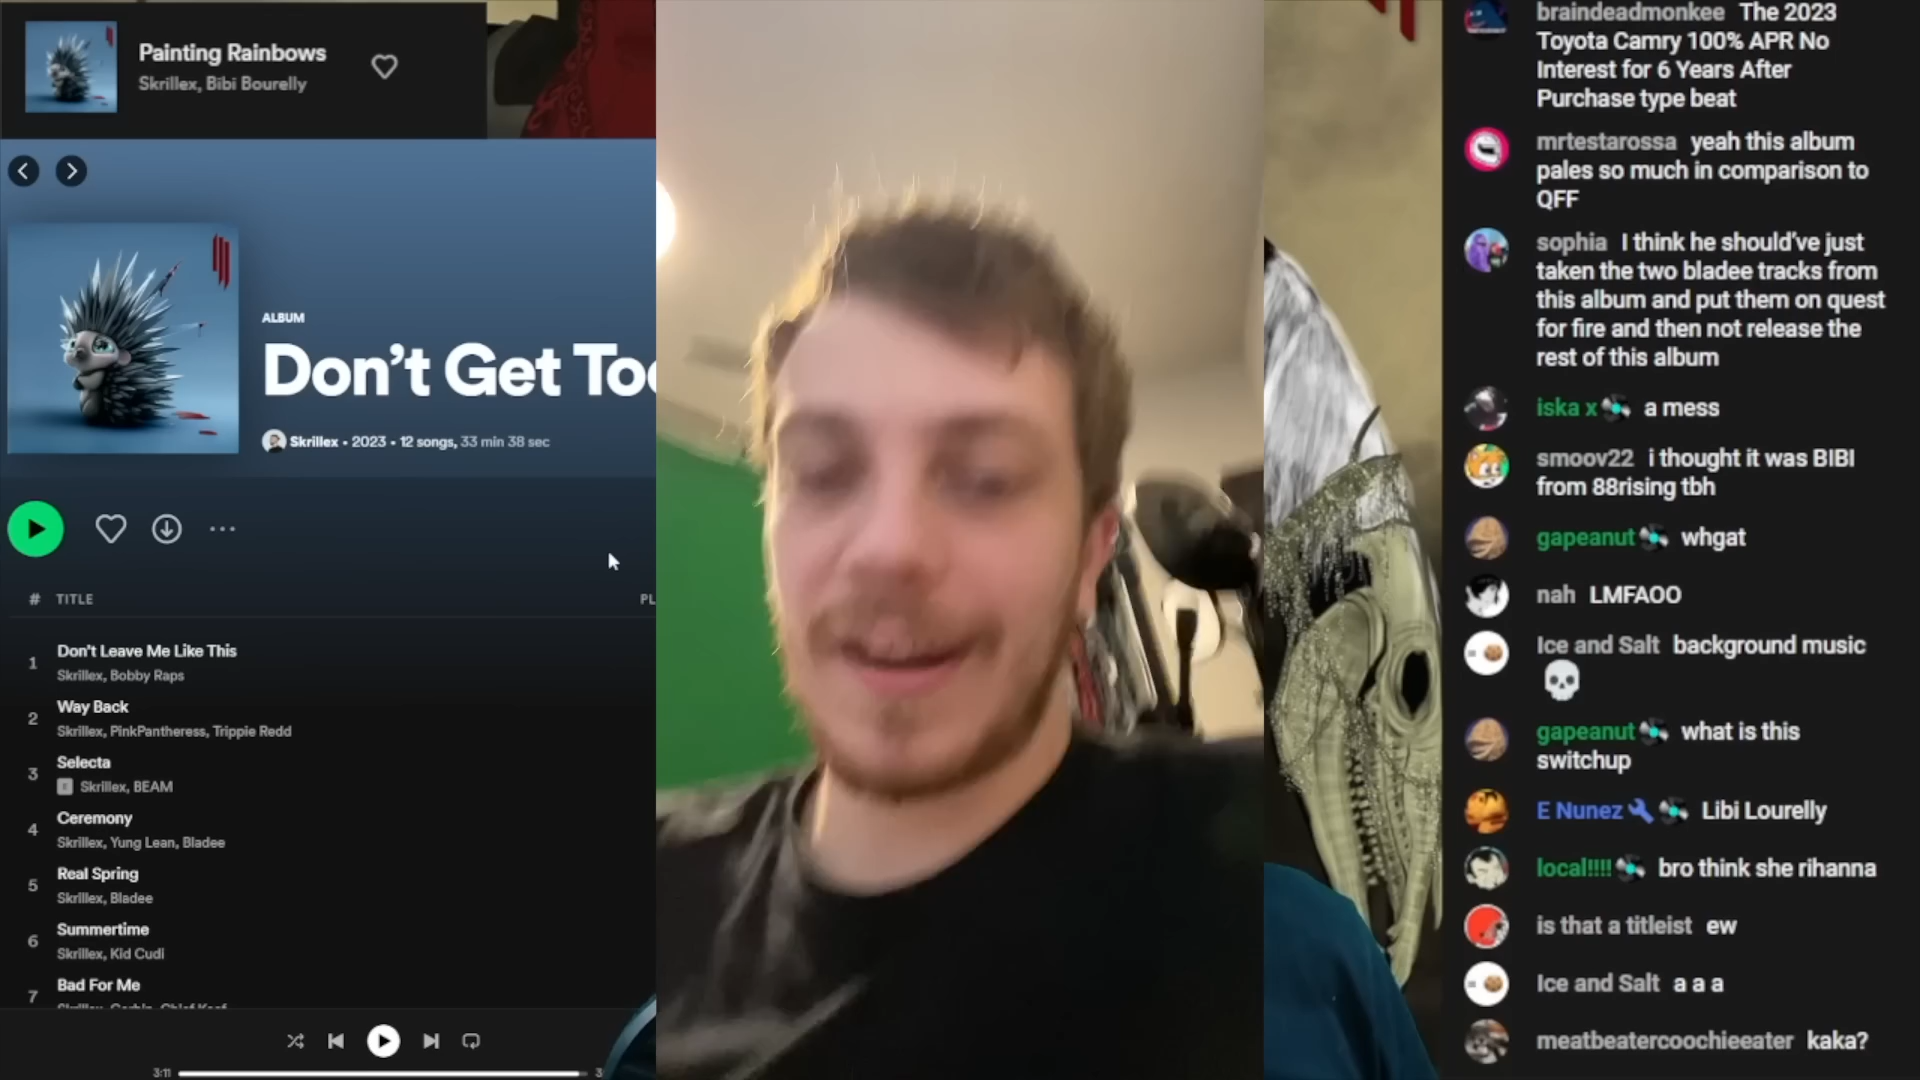 Painting Rainbows
Skrillex, Bibi Bourelly
ALBUM
Don't Get Too
Skrillex • 2023 • 12 songs, 33 min 38 sec
# TITLE
PL
1
Don't Leave Me Like This
Skrillex, Bobby Raps
2
Way Back
Skrillex, PinkPantheress, Trippie Redd
3
Selecta
E Skrillex, BEAM
4
Ceremony
Skrillex, Yung Lean, Bladee
5
Real Spring
Skrillex, Bladee
6
Summertime
Skrillex, Kid Cudi
7
Bad For Me
Skrillex, Corbin, Chief Keef
3:11
3
braindeadmonkee The 2023
Toyota Camry 100% APR No
Interest for 6 Years After
Purchase type beat
mrtestarossa yeah this album
pales so much in comparison to
QFF
sophia I think he should've just
taken the two bladee tracks from
this album and put them on quest
for fire and then not release the
rest of this album
iska x a mess
smoov22 i thought it was BIBI
from 88rising tbh
gapeanut whgat
nah LMFAOO
Ice and Salt background music
💀
gapeanut what is this
switchup
E Nunez Libi Lourelly
local!!!! bro think she rihanna
is that a titleist ew
Ice and Salt a a a
meatbeatercoochieeater kaka?